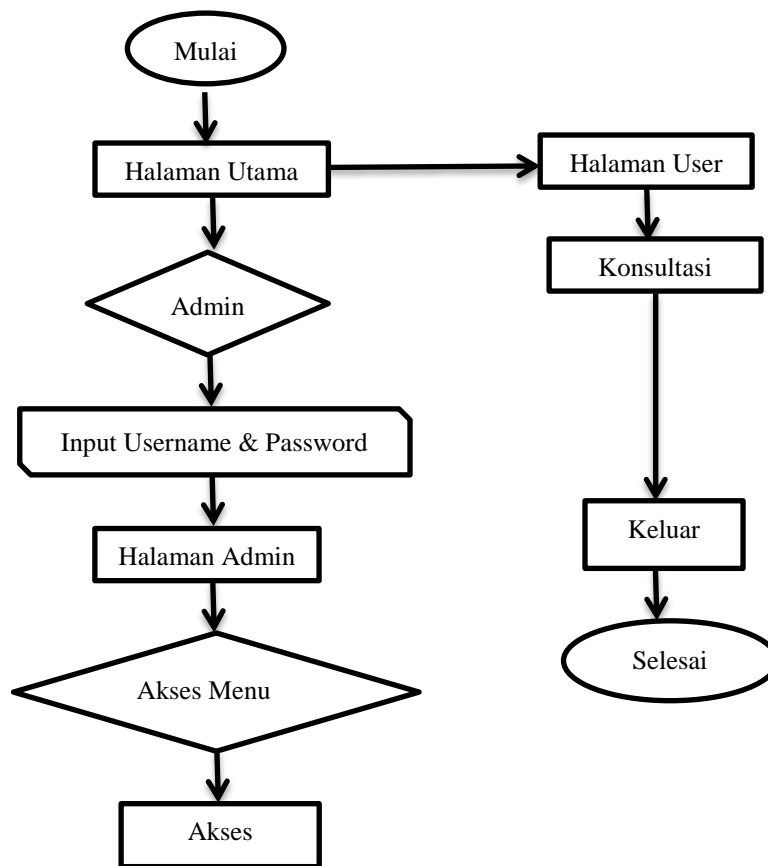 Mulai
Halaman Utama
Halaman User
Konsultasi
Admin
Input Username & Password
Keluar
Halaman Admin
Selesai
Akses Menu
Akses